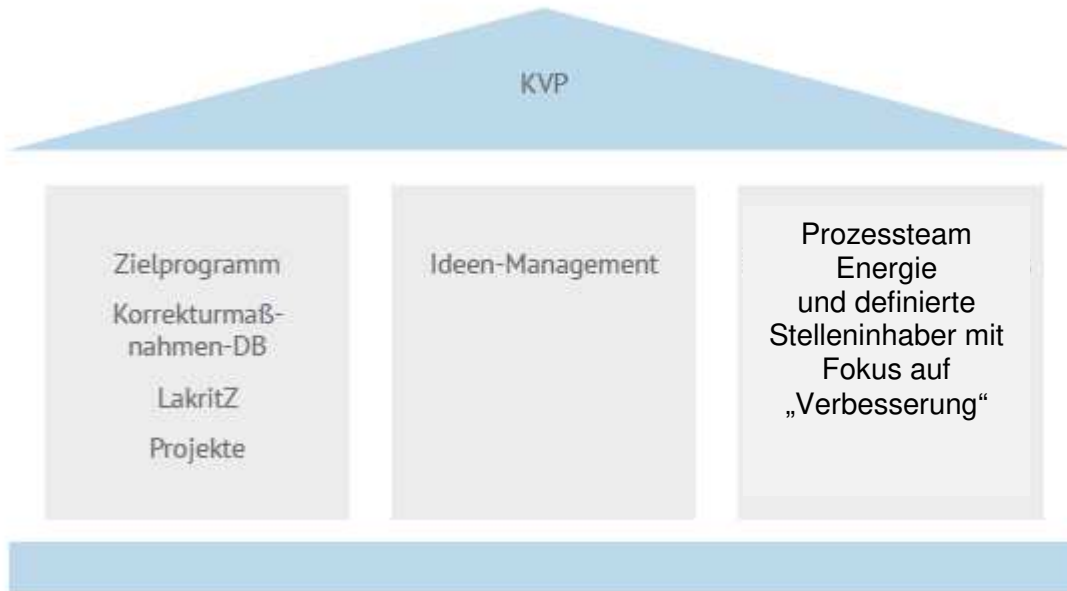 KVP
Zielprogramm
Korrekturmaß-
nahmen-DB
LakritZ
Projekte
Ideen-Management
Prozessteam
Energie
und definierte
Stelleninhaber mit
Fokus auf
„Verbesserung“